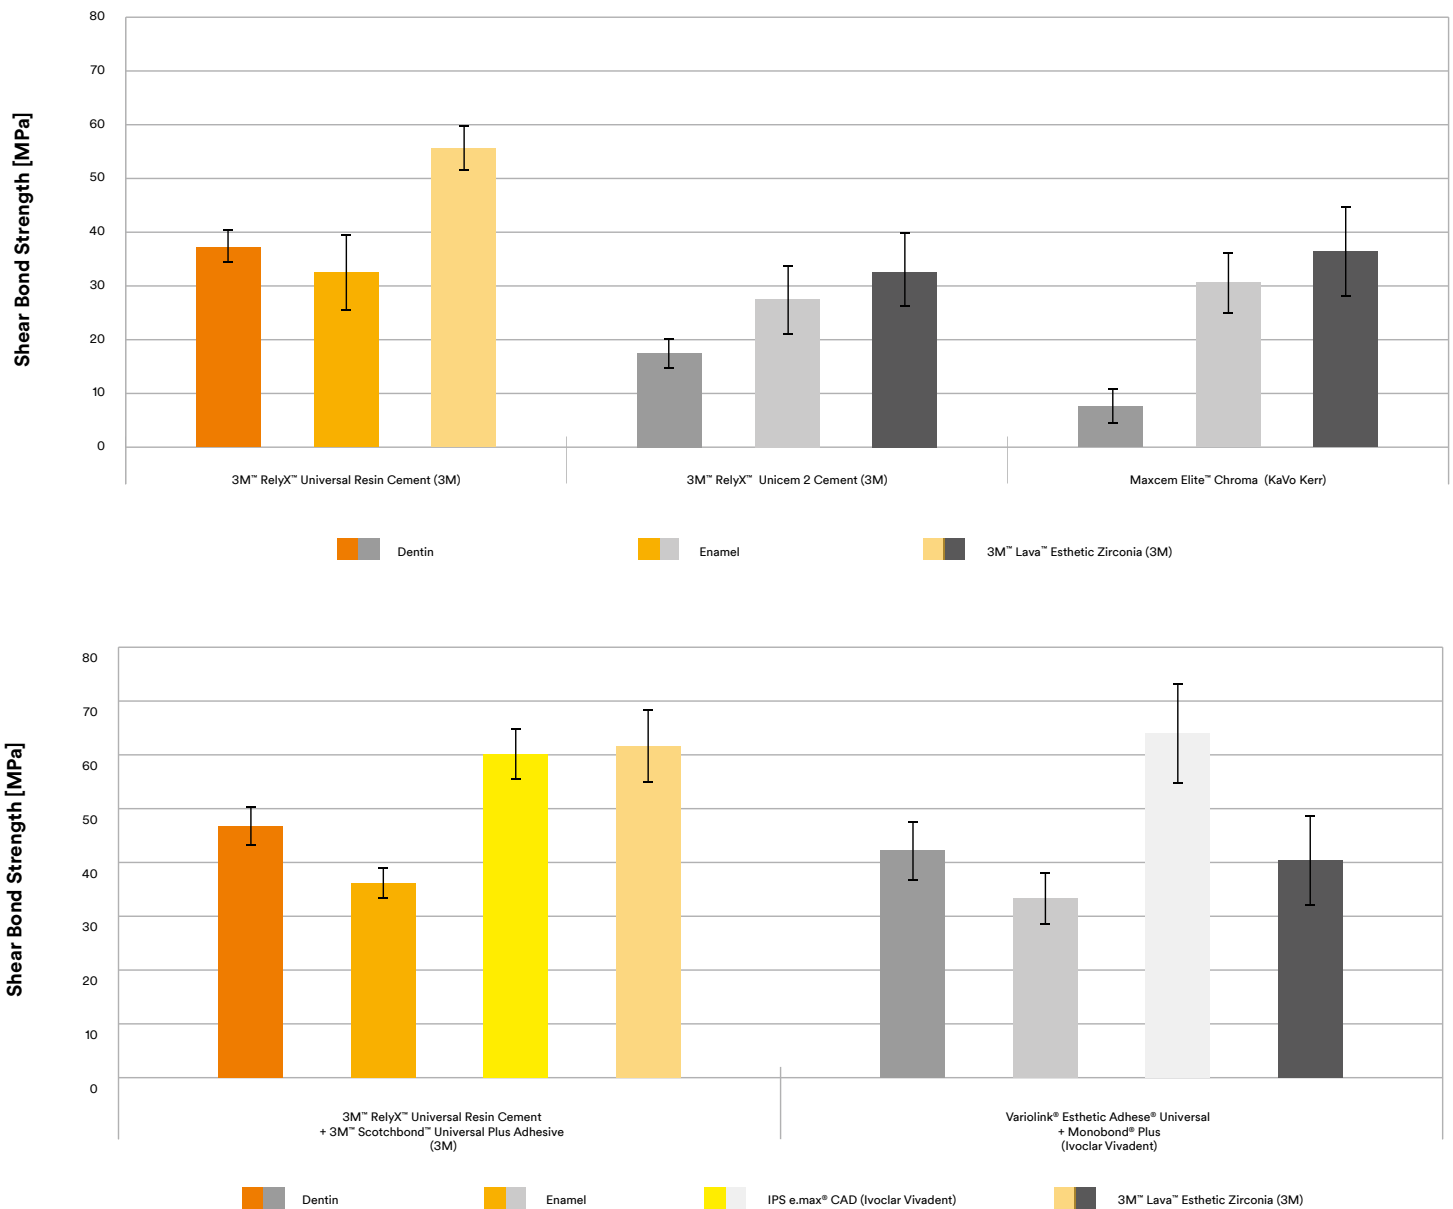 80
70
60
50
40
30
20
10
0
Shear Bond Strength [MPa]
3M™ RelyX™ Universal Resin Cement (3M)
3M™ RelyX™ Unicem 2 Cement (3M)
Maxcem Elite™ Chroma (KaVo Kerr)
Dentin
Enamel
3M™ Lava™ Esthetic Zirconia (3M)
80
70
60
50
40
30
20
10
0
Shear Bond Strength [MPa]
3M™ RelyX™ Universal Resin Cement
+ 3M™ Scotchbond™ Universal Plus Adhesive
(3M)
Variolink® Esthetic Adhese® Universal
+ Monobond® Plus
(Ivoclar Vivadent)
Dentin
Enamel
IPS e.max® CAD (Ivoclar Vivadent)
3M™ Lava™ Esthetic Zirconia (3M)